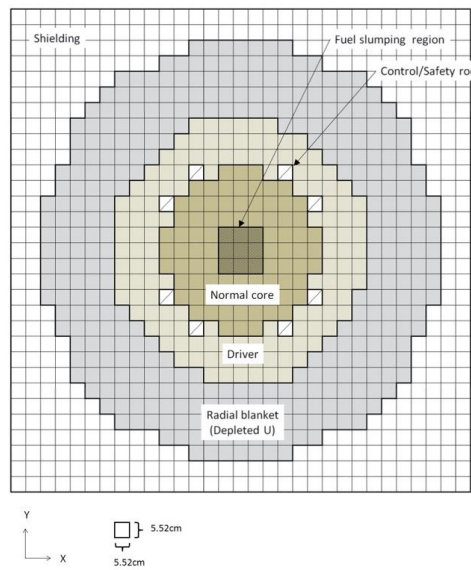 Shielding
Fuel slumping region
Control/Safety ro
Normal core
Driver
Radial blanket
(Depleted U)
Y
X
5.52cm
5.52cm